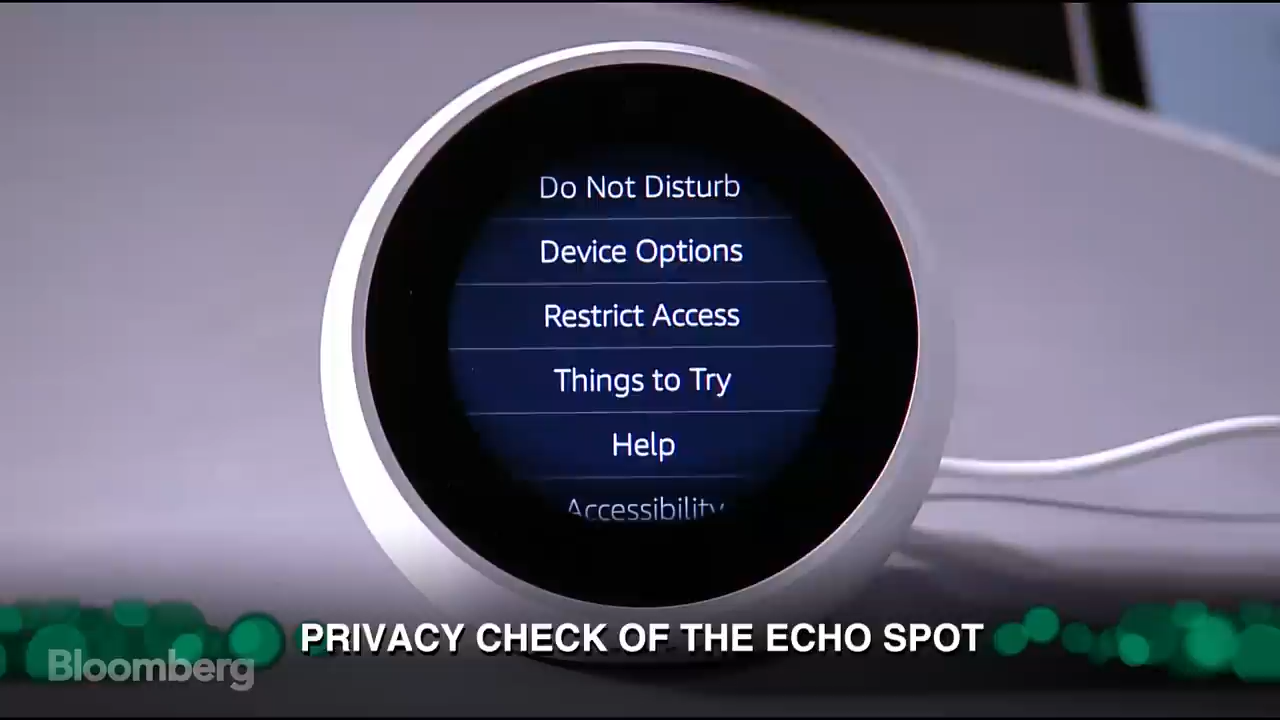 Do Not Disturb
Device Options
Restrict Access
Things to Try
Help
Accessibility
PRIVACY CHECK OF THE ECHO SPOT
Bloomberg